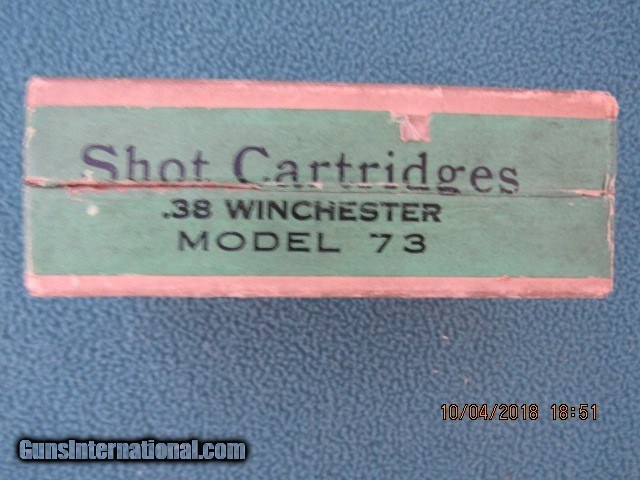 Shot Cartridges
.38 WINCHESTER
MODEL 73
10/04/2018 18:51
GunsInternational.com